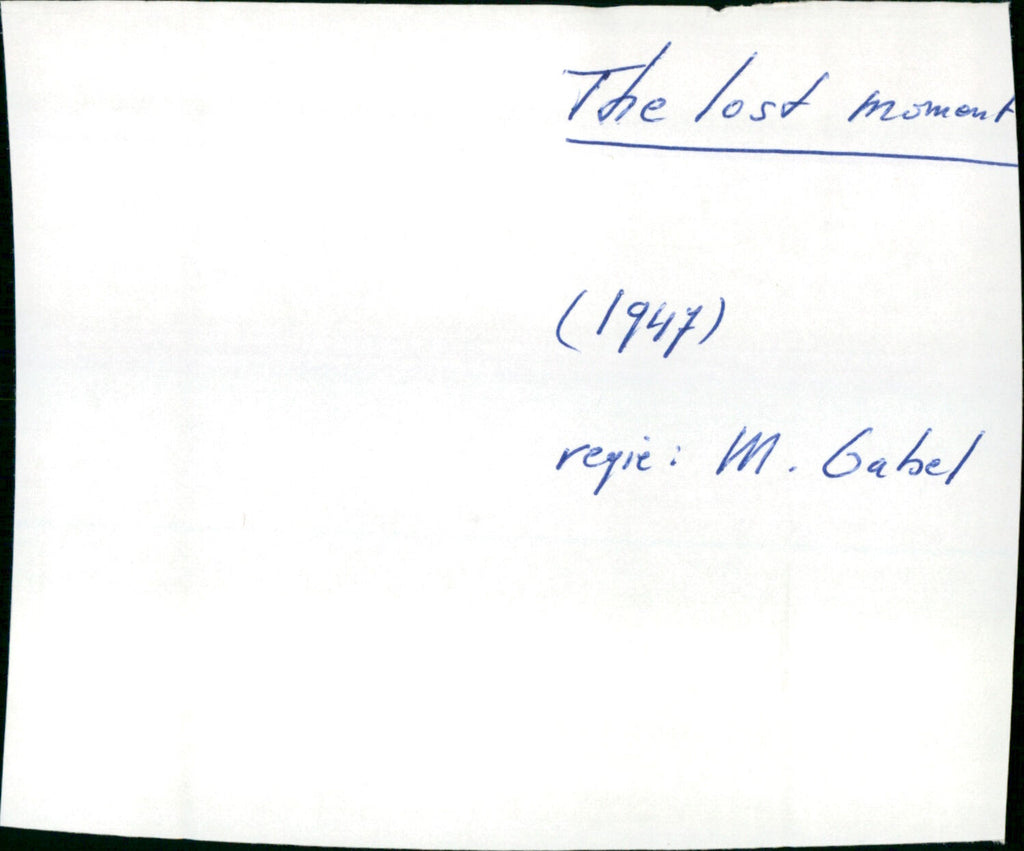 The lost moment
(1947)
regie: M. Gabel